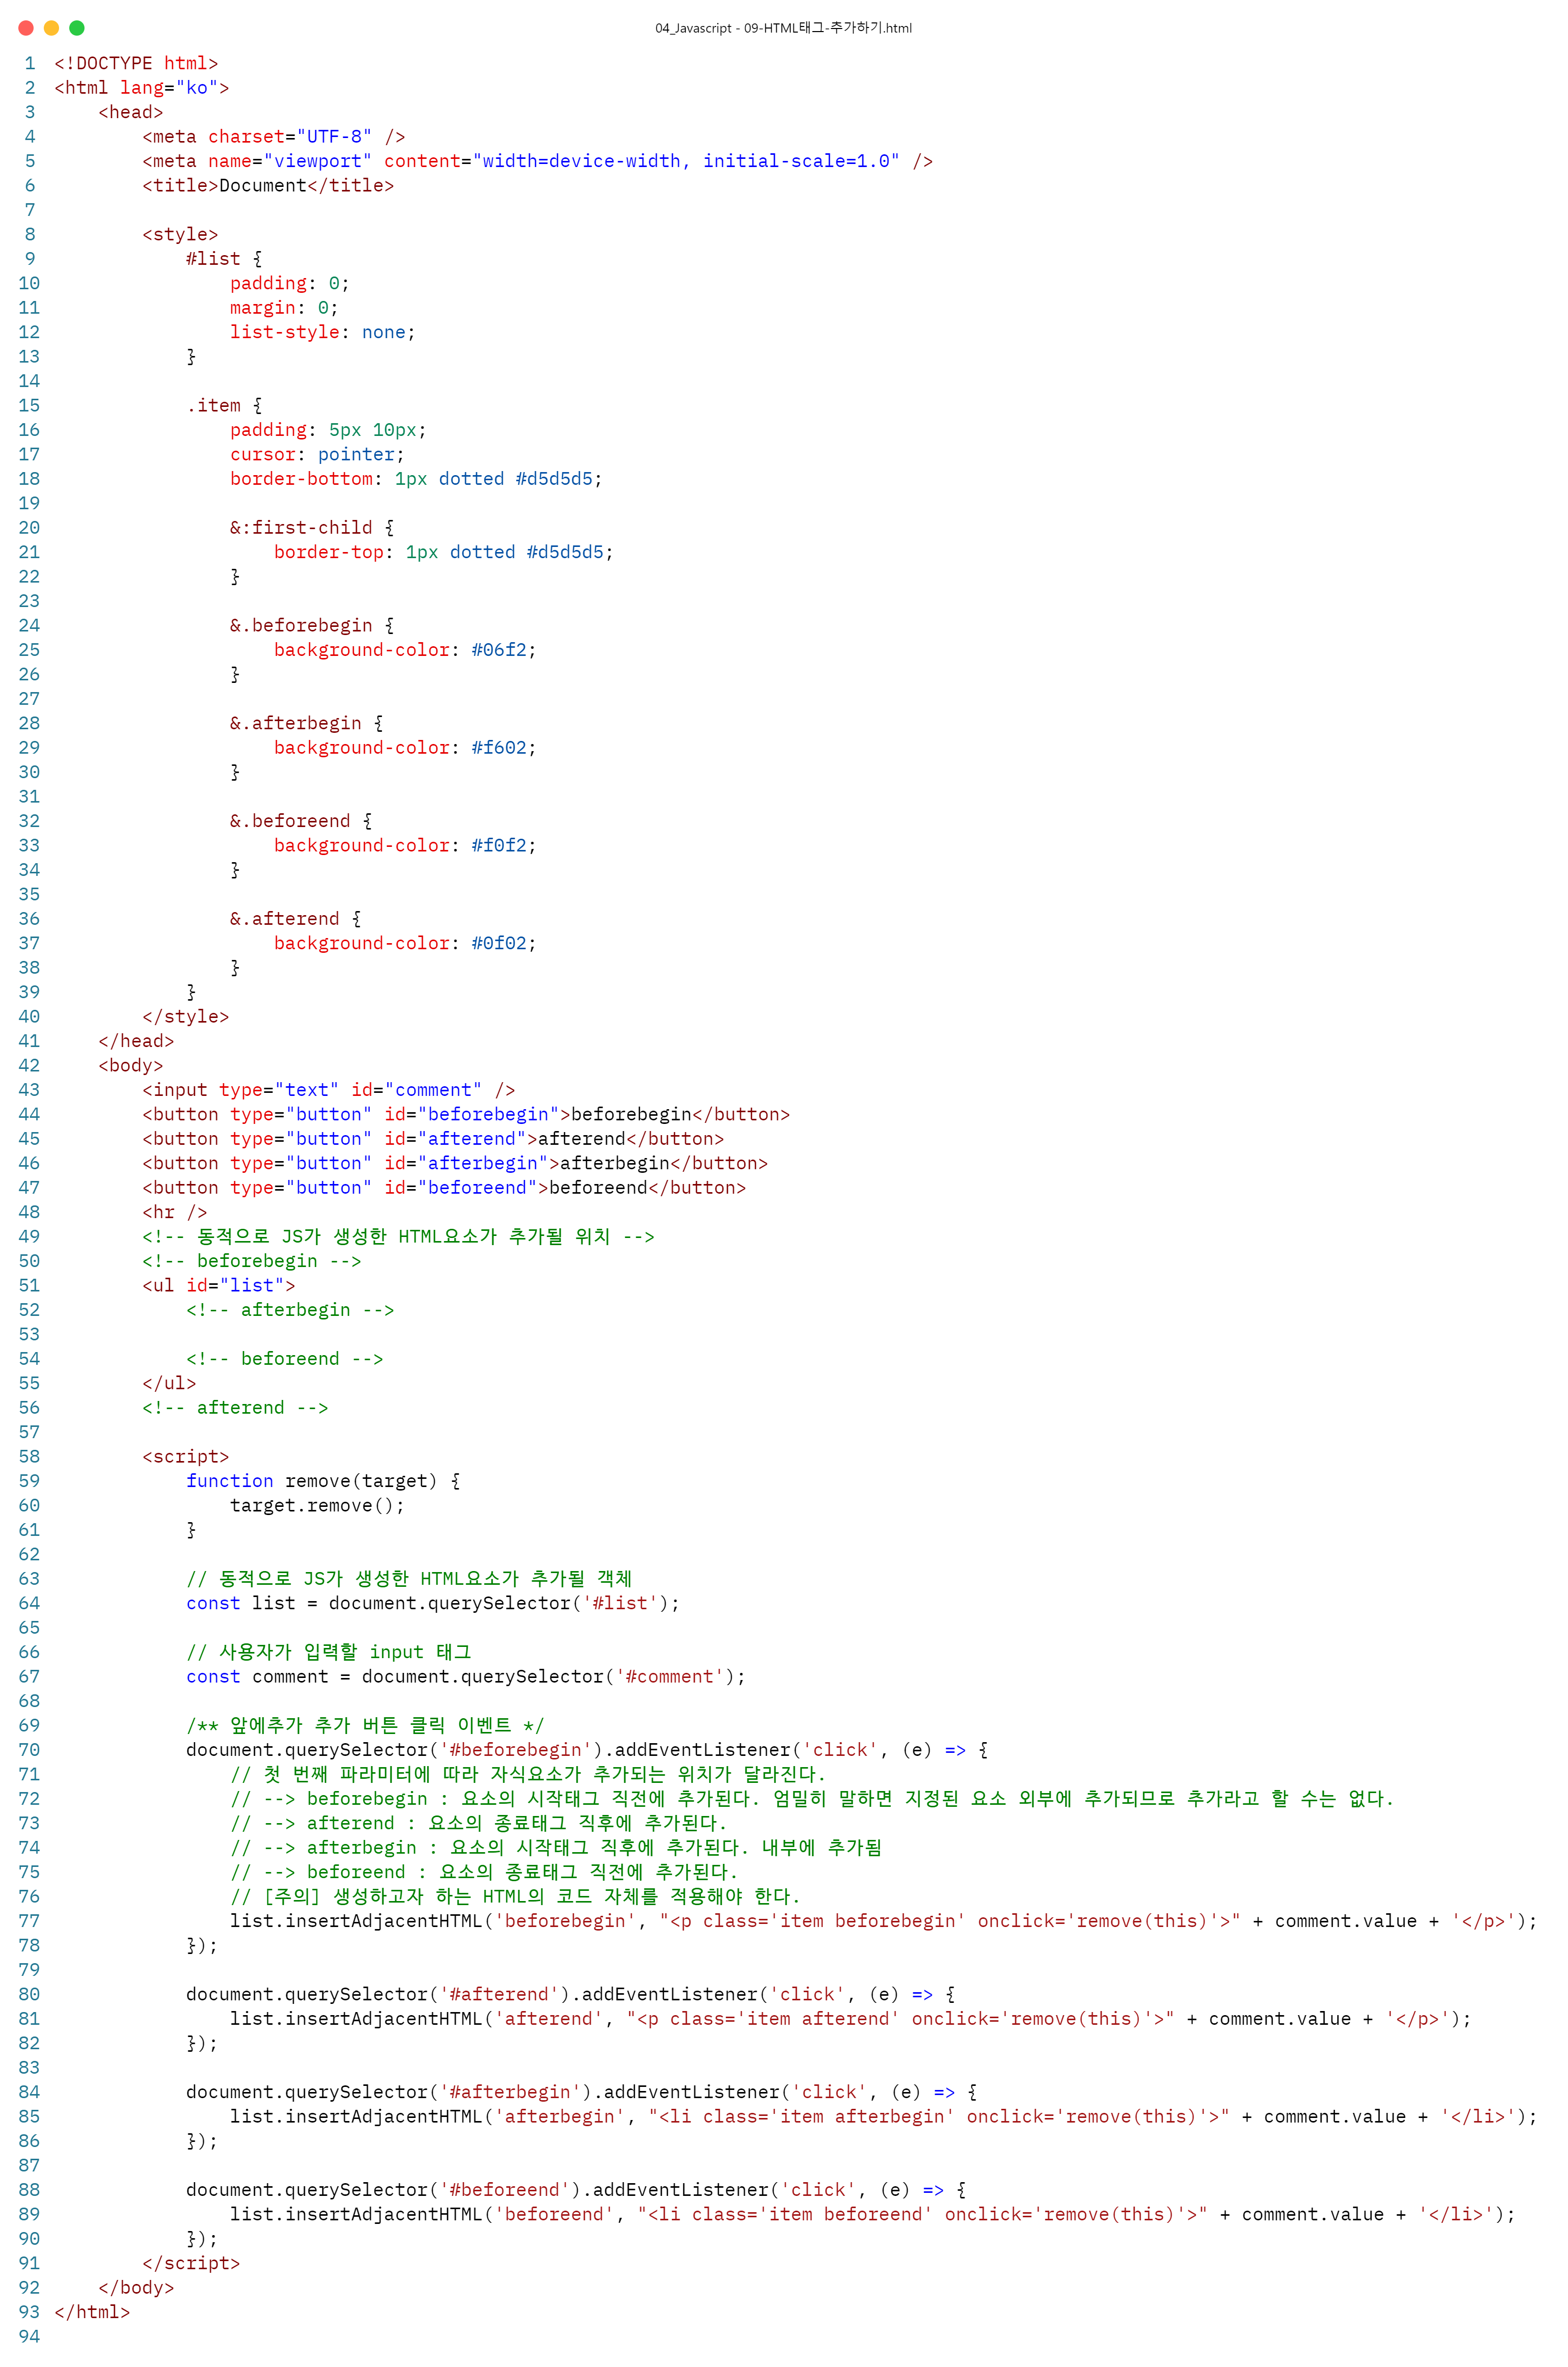 04_Javascript - 09-HTML태그-추가하기.html
1 <!DOCTYPE html>
2 <html lang="ko">
3     <head>
4         <meta charset="UTF-8" />
5         <meta name="viewport" content="width=device-width, initial-scale=1.0" />
6         <title>Document</title>
7
8         <style>
9             #list {
10                 padding: 0;
11                 margin: 0;
12                 list-style: none;
13             }
14
15             .item {
16                 padding: 5px 10px;
17                 cursor: pointer;
18                 border-bottom: 1px dotted #d5d5d5;
19
20                 &:first-child {
21                     border-top: 1px dotted #d5d5d5;
22                 }
23
24                 &.beforebegin {
25                     background-color: #06f2;
26                 }
27
28                 &.afterbegin {
29                     background-color: #f602;
30                 }
31
32                 &.beforeend {
33                     background-color: #f0f2;
34                 }
35
36                 &.afterend {
37                     background-color: #0f02;
38                 }
39             }
40         </style>
41     </head>
42     <body>
43         <input type="text" id="comment" />
44         <button type="button" id="beforebegin">beforebegin</button>
45         <button type="button" id="afterend">afterend</button>
46         <button type="button" id="afterbegin">afterbegin</button>
47         <button type="button" id="beforeend">beforeend</button>
48         <hr />
49         <!-- 동적으로 JS가 생성한 HTML요소가 추가될 위치 -->
50         <!-- beforebegin -->
51         <ul id="list">
52             <!-- afterbegin -->
53
54             <!-- beforeend -->
55         </ul>
56         <!-- afterend -->
57
58         <script>
59             function remove(target) {
60                 target.remove();
61             }
62
63             // 동적으로 JS가 생성한 HTML요소가 추가될 객체
64             const list = document.querySelector('#list');
65
66             // 사용자가 입력할 input 태그
67             const comment = document.querySelector('#comment');
68
69             /** 앞에추가 추가 버튼 클릭 이벤트 */
70             document.querySelector('#beforebegin').addEventListener('click', (e) => {
71                 // 첫 번째 파라미터에 따라 자식요소가 추가되는 위치가 달라진다.
72                 // --> beforebegin : 요소의 시작태그 직전에 추가된다. 엄밀히 말하면 지정된 요소 외부에 추가되므로 추가라고 할 수는 없다.
73                 // --> afterend : 요소의 종료태그 직후에 추가된다.
74                 // --> afterbegin : 요소의 시작태그 직후에 추가된다. 내부에 추가됨
75                 // --> beforeend : 요소의 종료태그 직전에 추가된다.
76                 // [주의] 생성하고자 하는 HTML의 코드 자체를 적용해야 한다.
77                 list.insertAdjacentHTML('beforebegin', "<p class='item beforebegin' onclick='remove(this)'>" + comment.value + '</p>');
78             });
79
80             document.querySelector('#afterend').addEventListener('click', (e) => {
81                 list.insertAdjacentHTML('afterend', "<p class='item afterend' onclick='remove(this)'>" + comment.value + '</p>');
82             });
83
84             document.querySelector('#afterbegin').addEventListener('click', (e) => {
85                 list.insertAdjacentHTML('afterbegin', "<li class='item afterbegin' onclick='remove(this)'>" + comment.value + '</li>');
86             });
87
88             document.querySelector('#beforeend').addEventListener('click', (e) => {
89                 list.insertAdjacentHTML('beforeend', "<li class='item beforeend' onclick='remove(this)'>" + comment.value + '</li>');
90             });
91         </script>
92     </body>
93 </html>
94